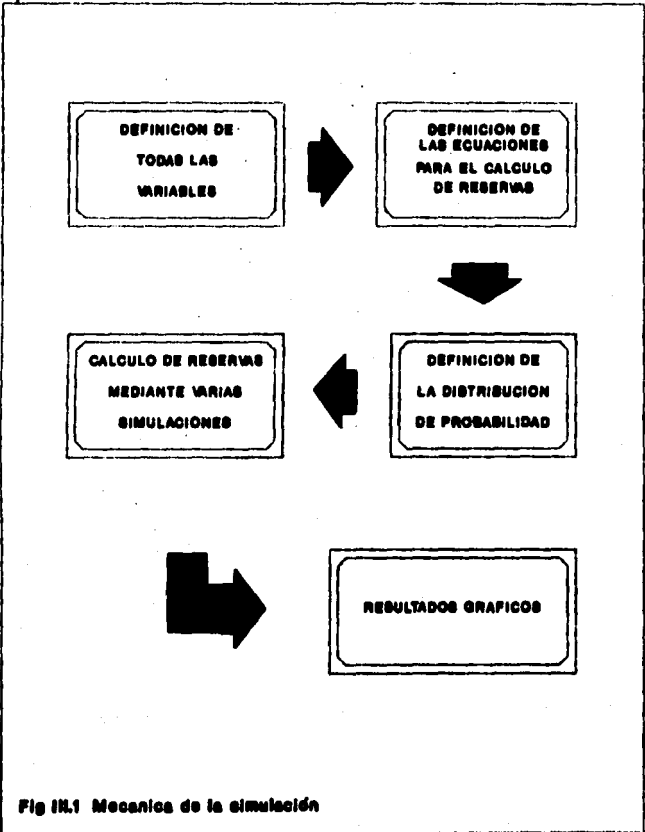 DEFINICION DE
TODAS LAS
VARIABLES
DEFINICION DE
LAS ECUACIONES
PARA EL CALCULO
DE RESERVAS
CALCULO DE RESERVAS
MEDIANTE VARIAS
SIMULACIONES
DEFINICION DE
LA DISTRIBUCION
DE PROBABILIDAD
RESULTADOS GRAFICOS
Fig III.1 Mecanica de la simulación